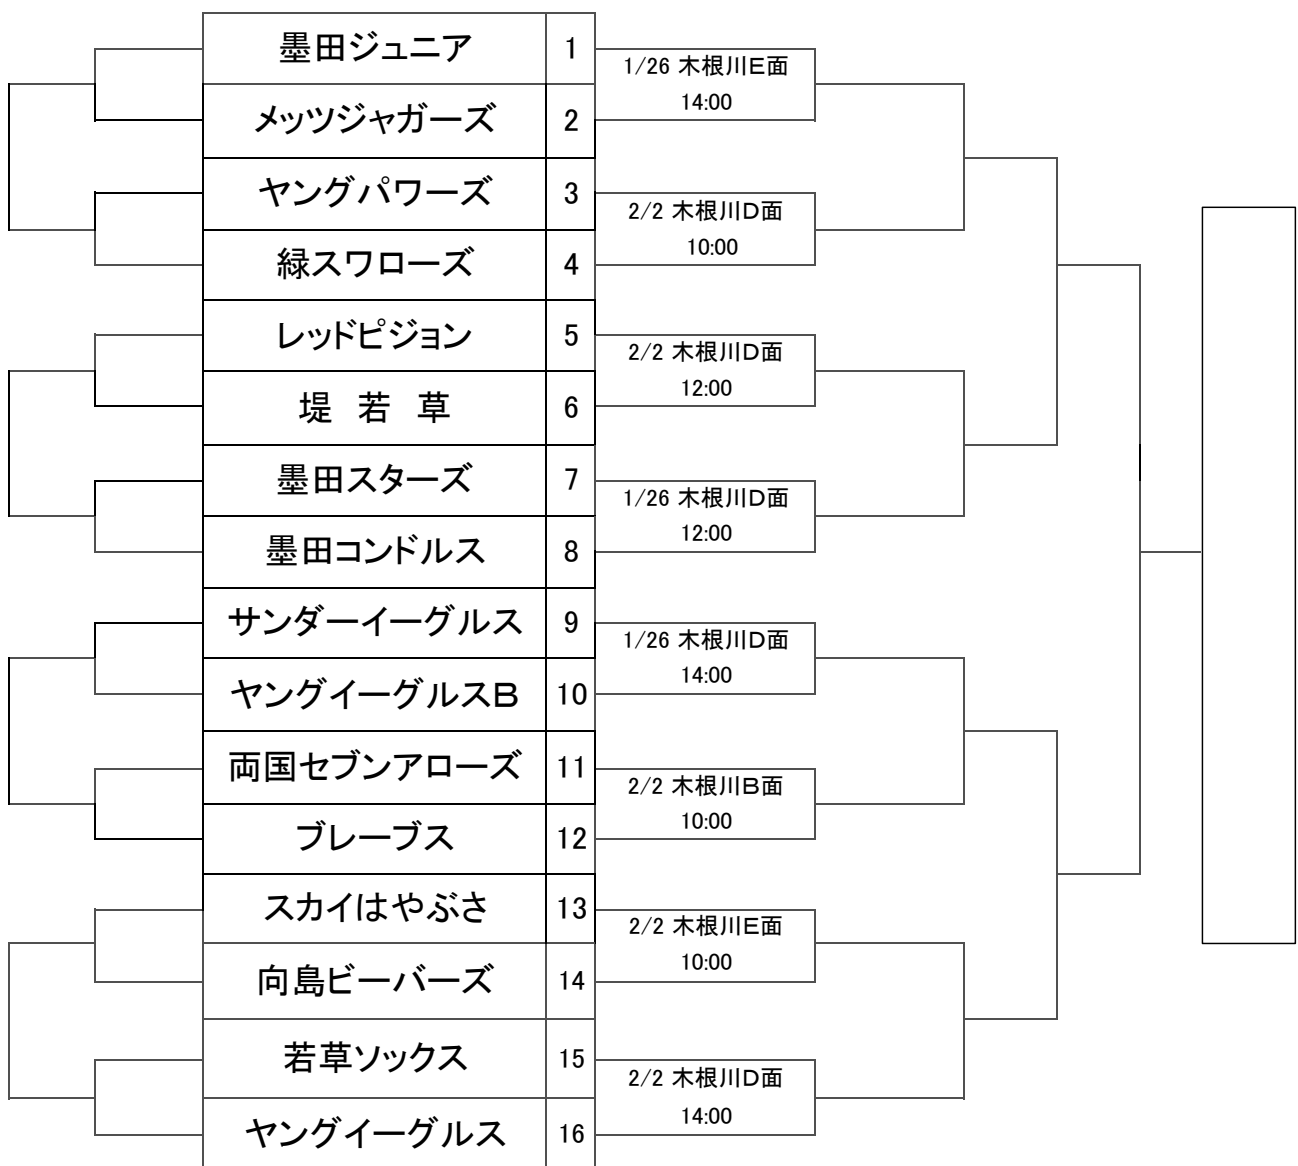 墨田ジュニア 1
1/26 木根川E面
14:00
メッツジャガーズ 2
ヤングパワーズ 3
2/2 木根川D面
10:00
緑スワローズ 4
レッドピジョン 5
2/2 木根川D面
12:00
堤 若 草 6
墨田スターズ 7
1/26 木根川D面
12:00
墨田コンドルス 8
サンダーイーグルス 9
1/26 木根川D面
14:00
ヤングイーグルスB 10
両国セブンアローズ 11
2/2 木根川B面
10:00
ブレーブス 12
スカイはやぶさ 13
2/2 木根川E面
10:00
向島ビーバーズ 14
若草ソックス 15
2/2 木根川D面
14:00
ヤングイーグルス 16